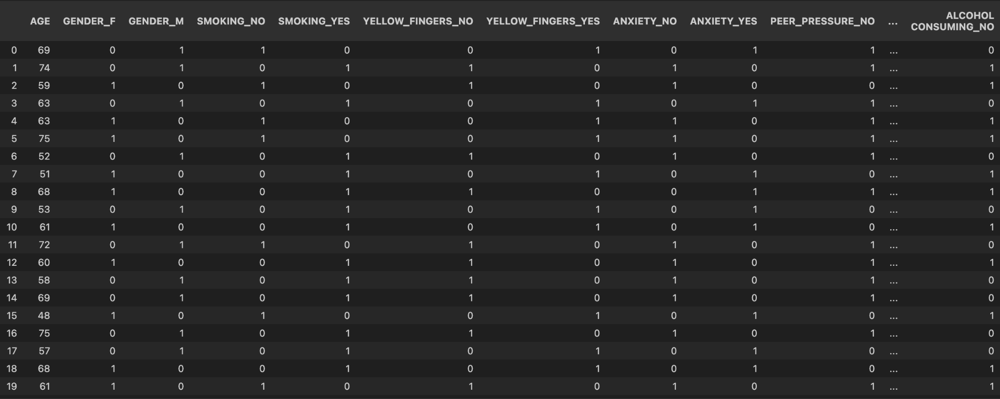 AGE GENDER_F GENDER_M SMOKING_NO SMOKING_YES YELLOW_FINGERS_NO YELLOW_FINGERS_YES ANXIETY_NO ANXIETY_YES PEER_PRESSURE_NO ... ALCOHOL CONSUMING_NO
0 69 0 1 1 0 0 1 0 1 1 ... 0
1 74 0 1 0 1 1 0 1 0 1 ... 1
2 59 1 0 1 0 1 0 1 0 0 ... 1
3 63 0 1 0 1 0 1 0 1 1 ... 0
4 63 1 0 1 0 0 1 1 0 1 ... 1
5 75 1 0 1 0 0 1 1 0 1 ... 1
6 52 0 1 0 1 1 0 1 0 1 ... 0
7 51 1 0 0 1 0 1 0 1 0 ... 1
8 68 1 0 0 1 1 0 0 1 1 ... 1
9 53 0 1 0 1 0 1 0 1 0 ... 0
10 61 1 0 0 1 0 1 0 1 0 ... 1
11 72 0 1 1 0 1 0 1 0 1 ... 0
12 60 1 0 0 1 1 0 1 0 1 ... 1
13 58 0 1 0 1 1 0 1 0 1 ... 0
14 69 0 1 0 1 1 0 1 0 1 ... 0
15 48 1 0 1 0 0 1 0 1 0 ... 1
16 75 0 1 0 1 1 0 1 0 1 ... 0
17 57 0 1 0 1 0 1 0 1 0 ... 0
18 68 1 0 0 1 0 1 0 1 0 ... 1
19 61 1 0 1 0 1 0 1 0 1 ... 1